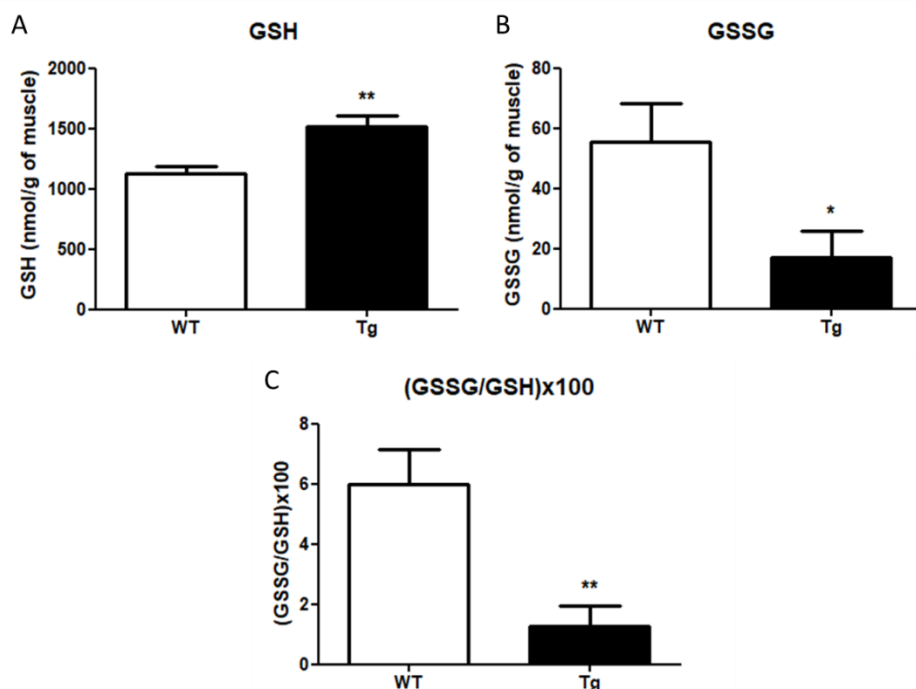 A
GSH
GSH (nmol/g of muscle)
2000
1500
1000
500
0
**
WT
Tg
B
GSSG
GSSG (nmol/g of muscle)
80
60
40
20
0
*
WT
Tg
C
(GSSG/GSH)x100
(GSSG/GSH)x100
8
6
4
2
0
**
WT
Tg